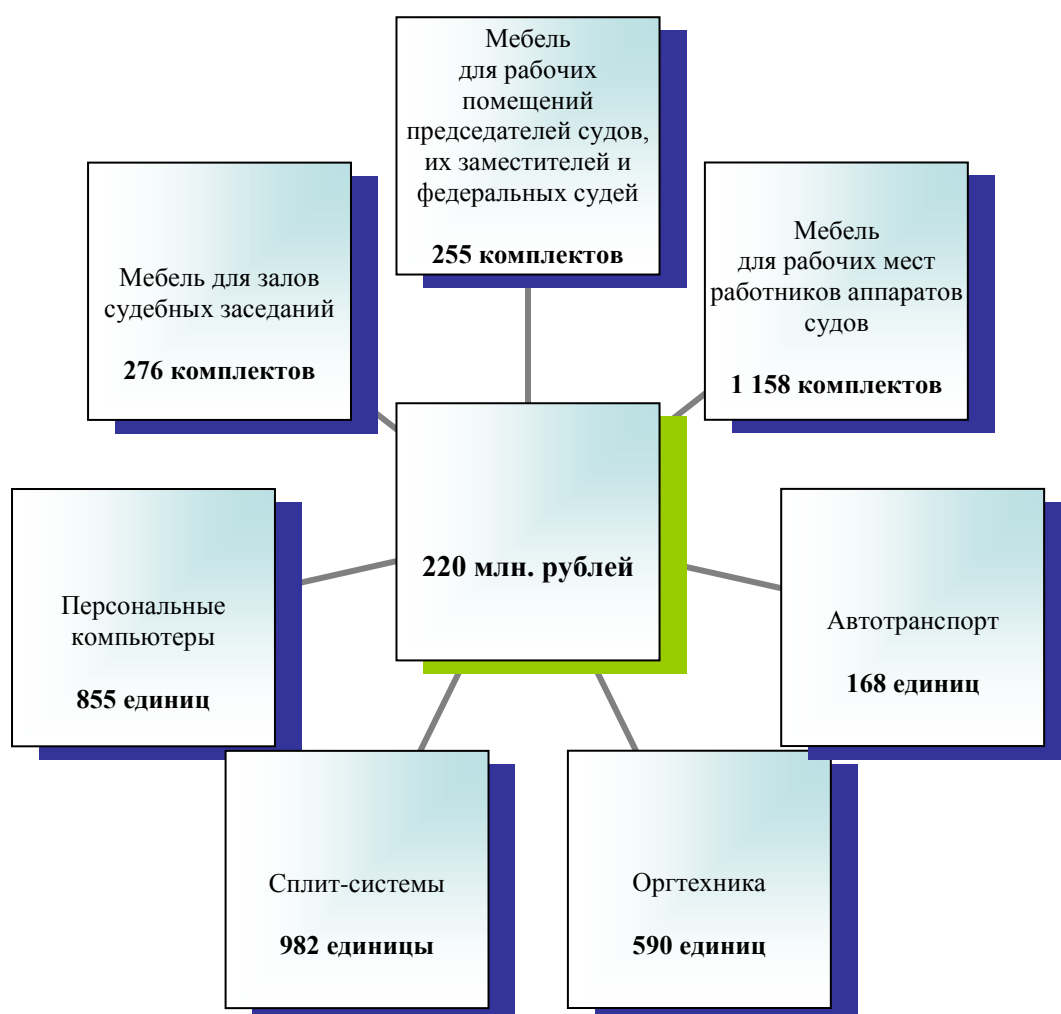 Мебель
для рабочих
помещений
председателей судов,
их заместителей и
федеральных судей
255 комплектов
Мебель для залов
судебных заседаний
276 комплектов
Мебель
для рабочих мест
работников аппаратов
судов
1 158 комплектов
220 млн. рублей
Персональные
компьютеры
855 единиц
Автотранспорт
168 единиц
Сплит-системы
982 единицы
Оргтехника
590 единиц